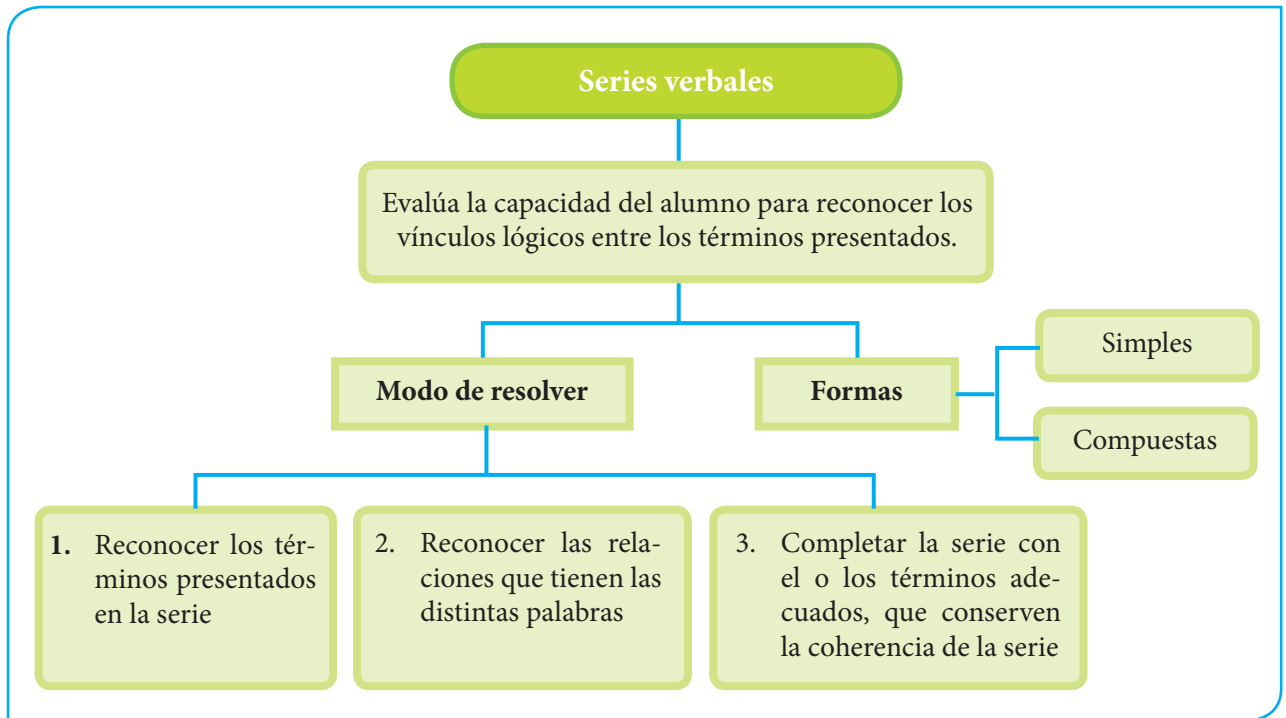 Series verbales
Evalúa la capacidad del alumno para reconocer los
vínculos lógicos entre los términos presentados.
Modo de resolver
Formas
Simples
Compuestas
1. Reconocer los tér-
minos presentados
en la serie
2. Reconocer las rela-
ciones que tienen las
distintas palabras
3. Completar la serie con
el o los términos ade-
cuados, que conserven
la coherencia de la serie